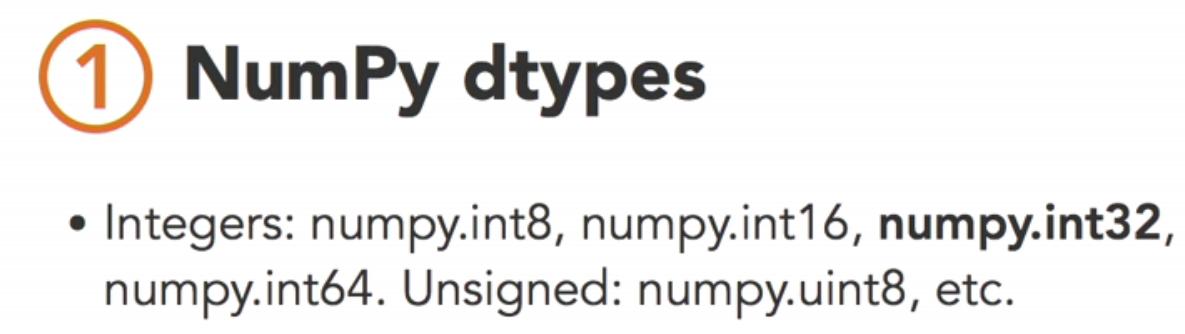 1 NumPy dtypes
• Integers: numpy.int8, numpy.int16, numpy.int32,
numpy.int64. Unsigned: numpy.uint8, etc.